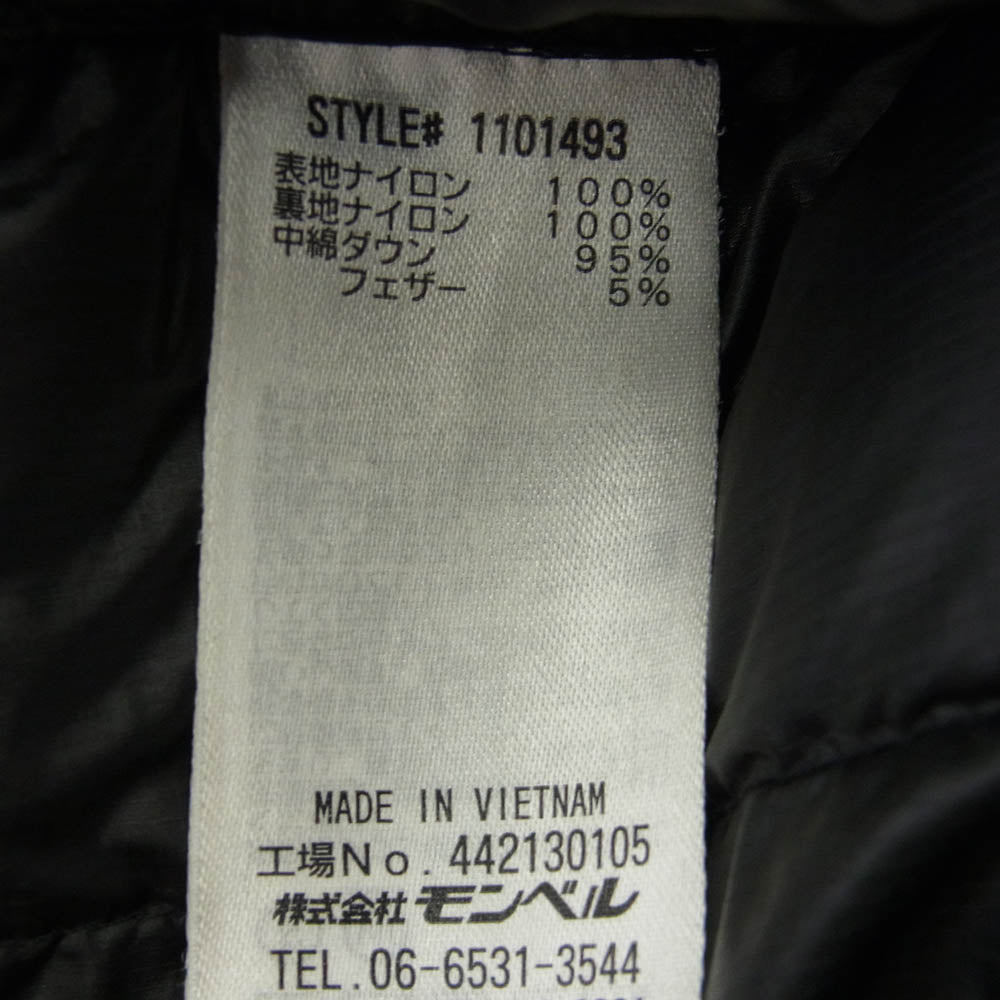 STYLE# 1101493
表地ナイロン 100%
裏地ナイロン 100%
中綿ダウン 95%
フェザー 5%
MADE IN VIETNAM
工場No. 442130105
株式会社 モンベル
TEL.06-6531-3544